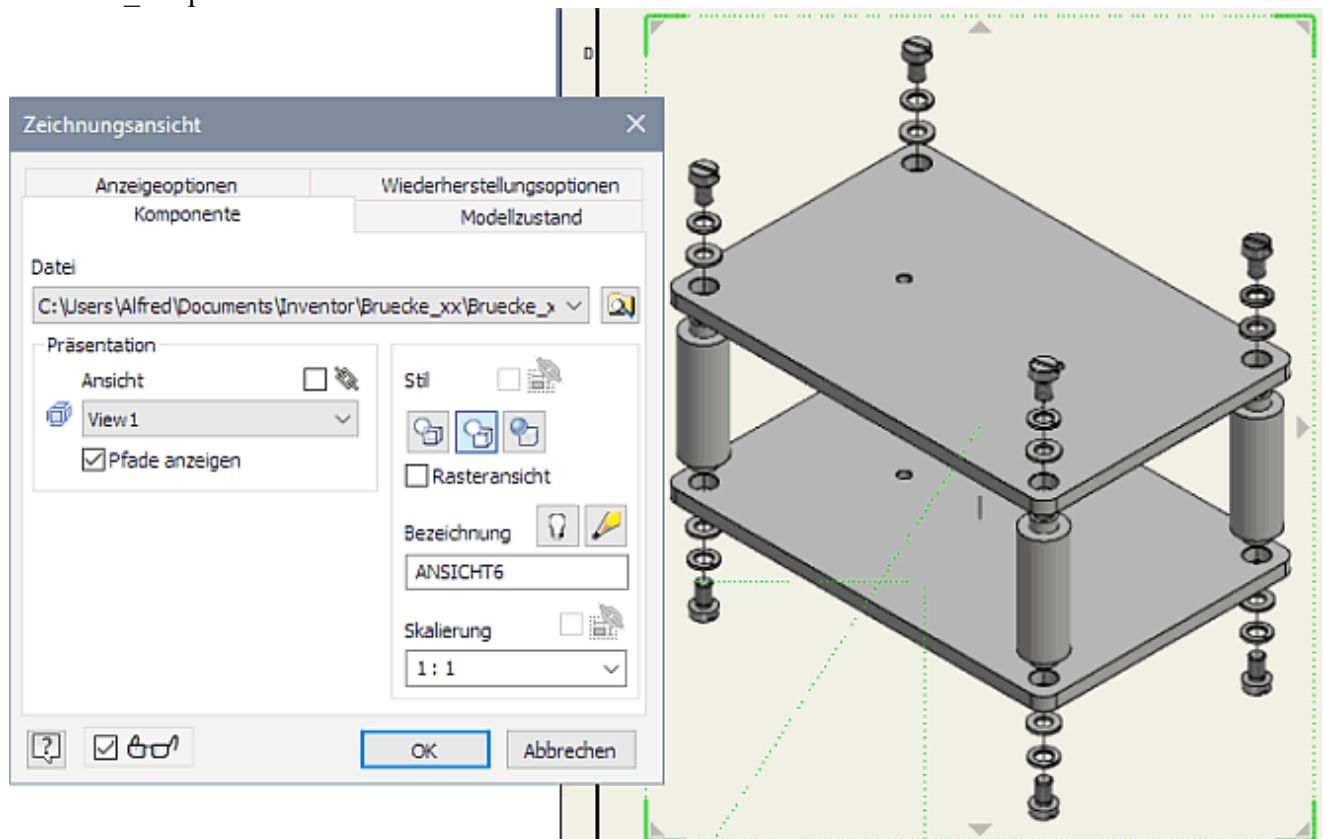 Zeichnungsansicht
Anzeigeoptionen Wiederherstellungsoptionen
Komponente Modellzustand
Datei
C:\Users\Alfred\Documents\Inventor\Bruecke_xx\Bruecke_x
Präsentation
Ansicht
View1
Pfade anzeigen
Stil
Rasteransicht
Bezeichnung
ANSICHT6
Skalierung
1 : 1
OK Abbrechen
D